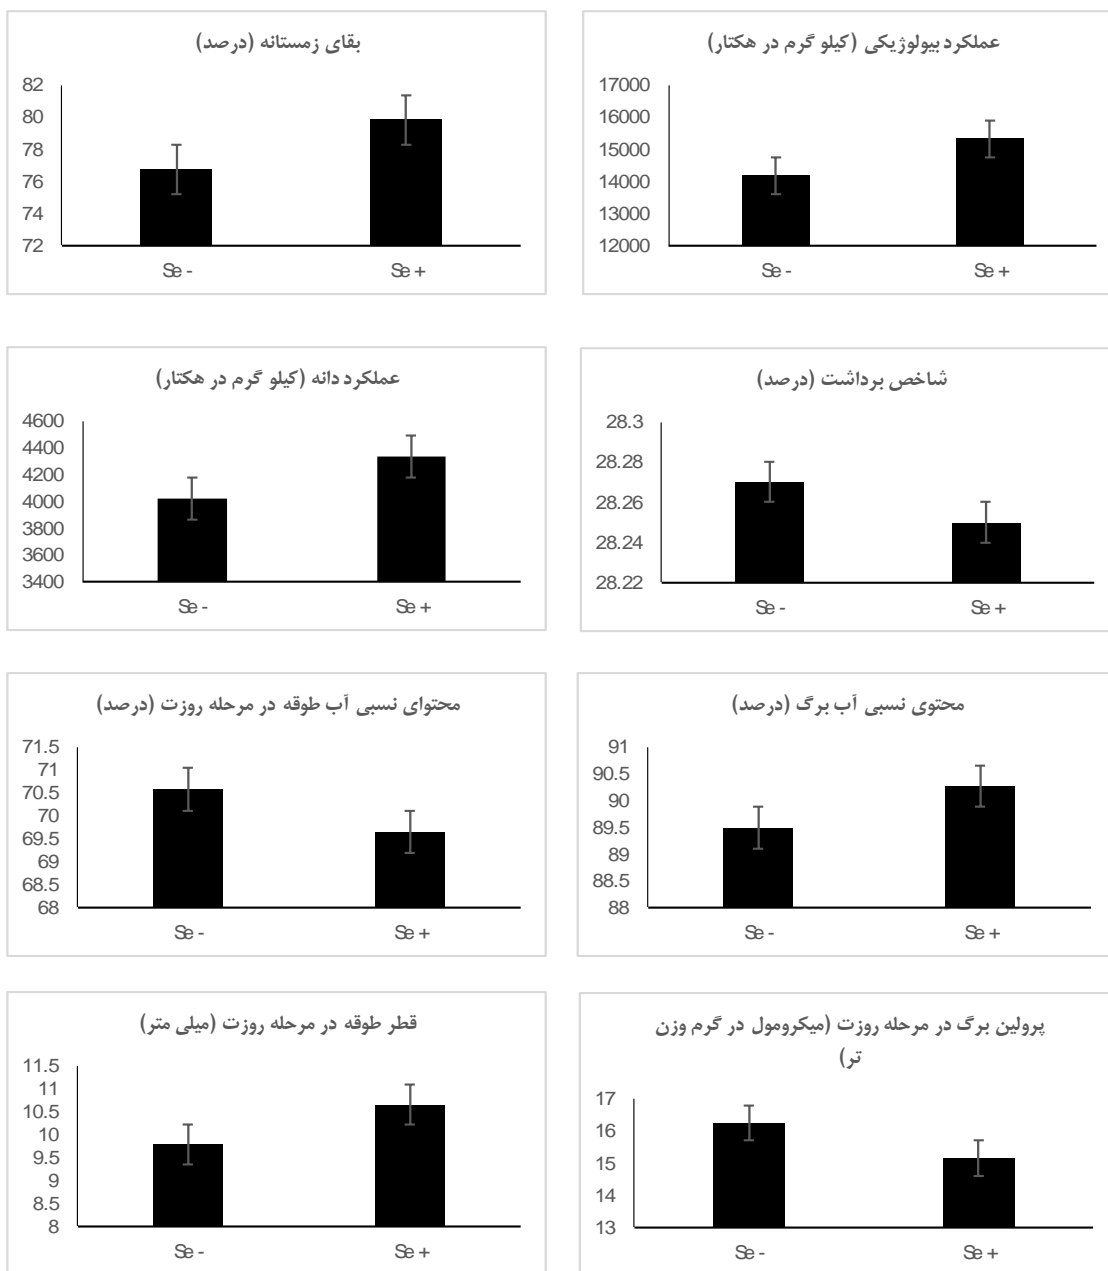 بقای زمستانه (درصد)
82
80
78
76
74
72
Se -
Se +
عملکرد بیولوژیکی (کیلو گرم در هکتار)
17000
16000
15000
14000
13000
12000
Se -
Se +
عملکرد دانه (کیلو گرم در هکتار)
4600
4400
4200
4000
3800
3600
3400
Se -
Se +
شاخص برداشت (درصد)
28.3
28.28
28.26
28.24
28.22
Se -
Se +
محتوای نسبی آب طوقه در مرحله روزت (درصد)
71.5
71
70.5
70
69.5
69
68.5
68
Se -
Se +
محتوی نسبی آب برگ (درصد)
91
90.5
90
89.5
89
88.5
88
Se -
Se +
قطر طوقه در مرحله روزت (میلی متر)
11.5
11
10.5
10
9.5
9
8.5
8
Se -
Se +
پرولین برگ در مرحله روزت (میکرومول در گرم وزن
تر)
17
16
15
14
13
Se -
Se +